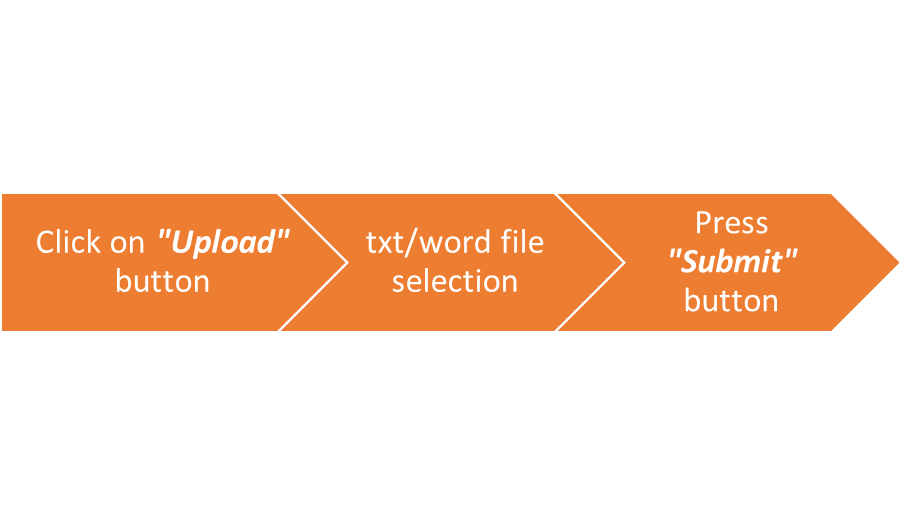 Click on "Upload"
button
txt/word file
selection
Press
"Submit"
button